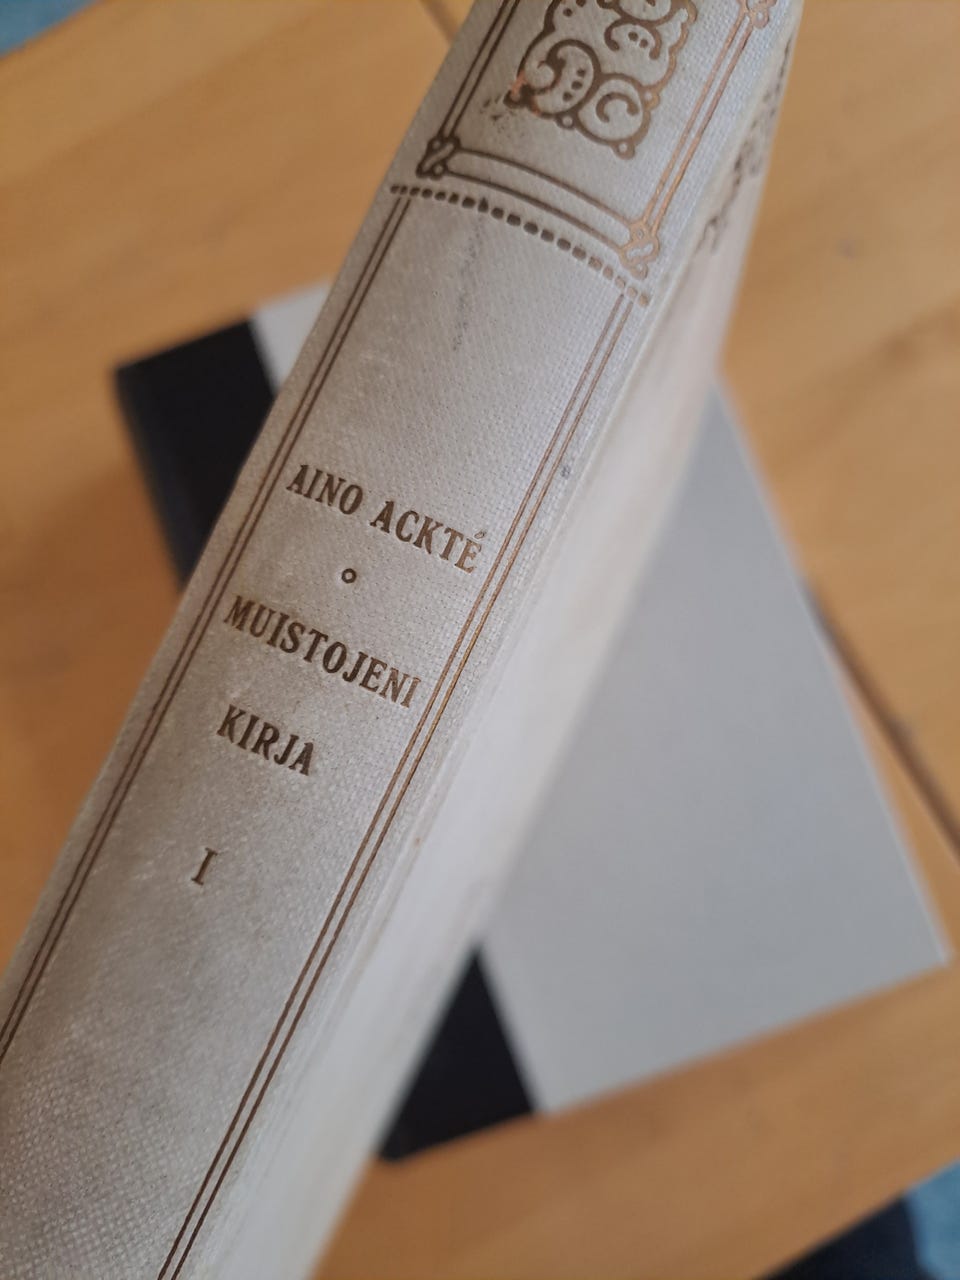 AINO ACKTÉ
MUISTOJENI
KIRJA
I